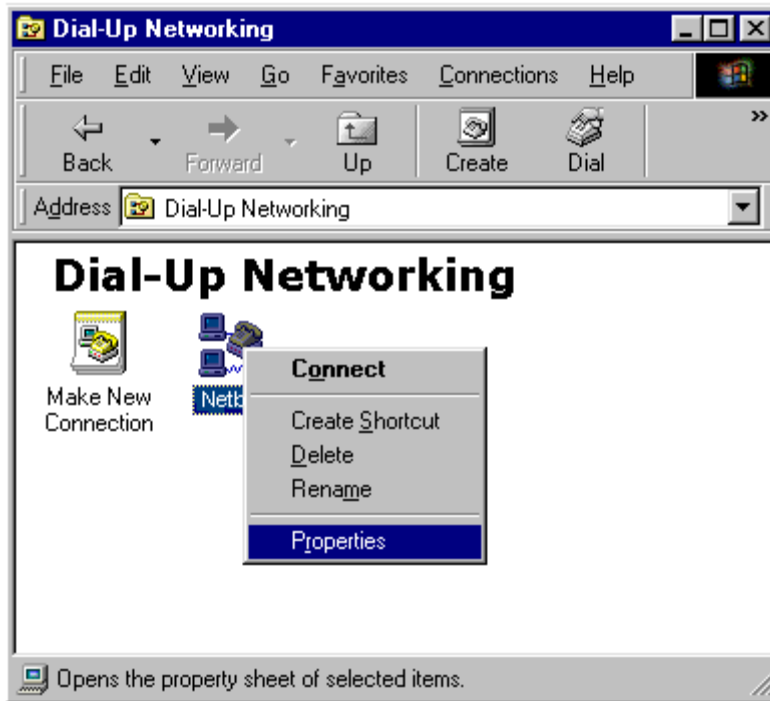 Dial-Up Networking
File Edit View Go Favorites Connections Help
Back Forward Up Create Dial »
Address Dial-Up Networking
Dial-Up Networking
Make New
Connection
Connect
Create Shortcut
Delete
Rename
Properties
Opens the property sheet of selected items.